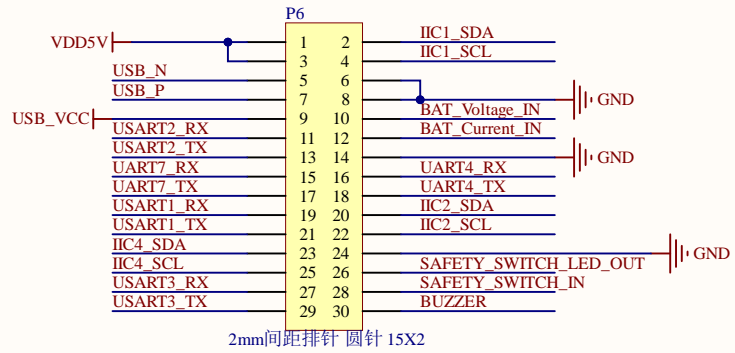 P6
VDD5V 1 2 IIC1_SDA
3 4 IIC1_SCL
USB_N 5 6
USB_P 7 8 GND
USB_VCC 9 10 BAT_Voltage_IN
USART2_RX 11 12 BAT_Current_IN
USART2_TX 13 14 GND
UART7_RX 15 16 UART4_RX
UART7_TX 17 18 UART4_TX
USART1_RX 19 20 IIC2_SDA
USART1_TX 21 22 IIC2_SCL
IIC4_SDA 23 24 GND
IIC4_SCL 25 26 SAFETY_SWITCH_LED_OUT
USART3_RX 27 28 SAFETY_SWITCH_IN
USART3_TX 29 30 BUZZER
2mm间距排针 圆针 15X2